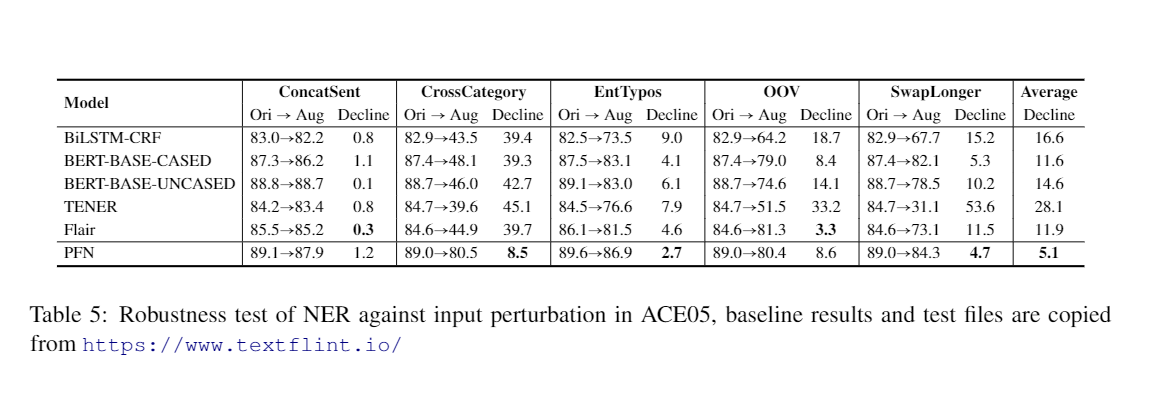 Model ConcatSent CrossCategory EntTypos OOV SwapLonger Average
Ori → Aug Decline Ori → Aug Decline Ori → Aug Decline Ori → Aug Decline Ori → Aug Decline Decline
BiLSTM-CRF 83.0→82.2 0.8 82.9→43.5 39.4 82.5→73.5 9.0 82.9→64.2 18.7 82.9→67.7 15.2 16.6
BERT-BASE-CASED 87.3→86.2 1.1 87.4→48.1 39.3 87.5→83.1 4.1 87.4→79.0 8.4 87.4→82.1 5.3 11.6
BERT-BASE-UNCASED 88.8→88.7 0.1 88.7→46.0 42.7 89.1→83.0 6.1 88.7→74.6 14.1 88.7→78.5 10.2 14.6
TENER 84.2→83.4 0.8 84.7→39.6 45.1 84.5→76.6 7.9 84.7→51.5 33.2 84.7→31.1 53.6 28.1
Flair 85.5→85.2 0.3 84.6→44.9 39.7 86.1→81.5 4.6 84.6→81.3 3.3 84.6→73.1 11.5 11.9
PFN 89.1→87.9 1.2 89.0→80.5 8.5 89.6→86.9 2.7 89.0→80.4 8.6 89.0→84.3 4.7 5.1
Table 5: Robustness test of NER against input perturbation in ACE05, baseline results and test files are copied
from https://www.textflint.io/